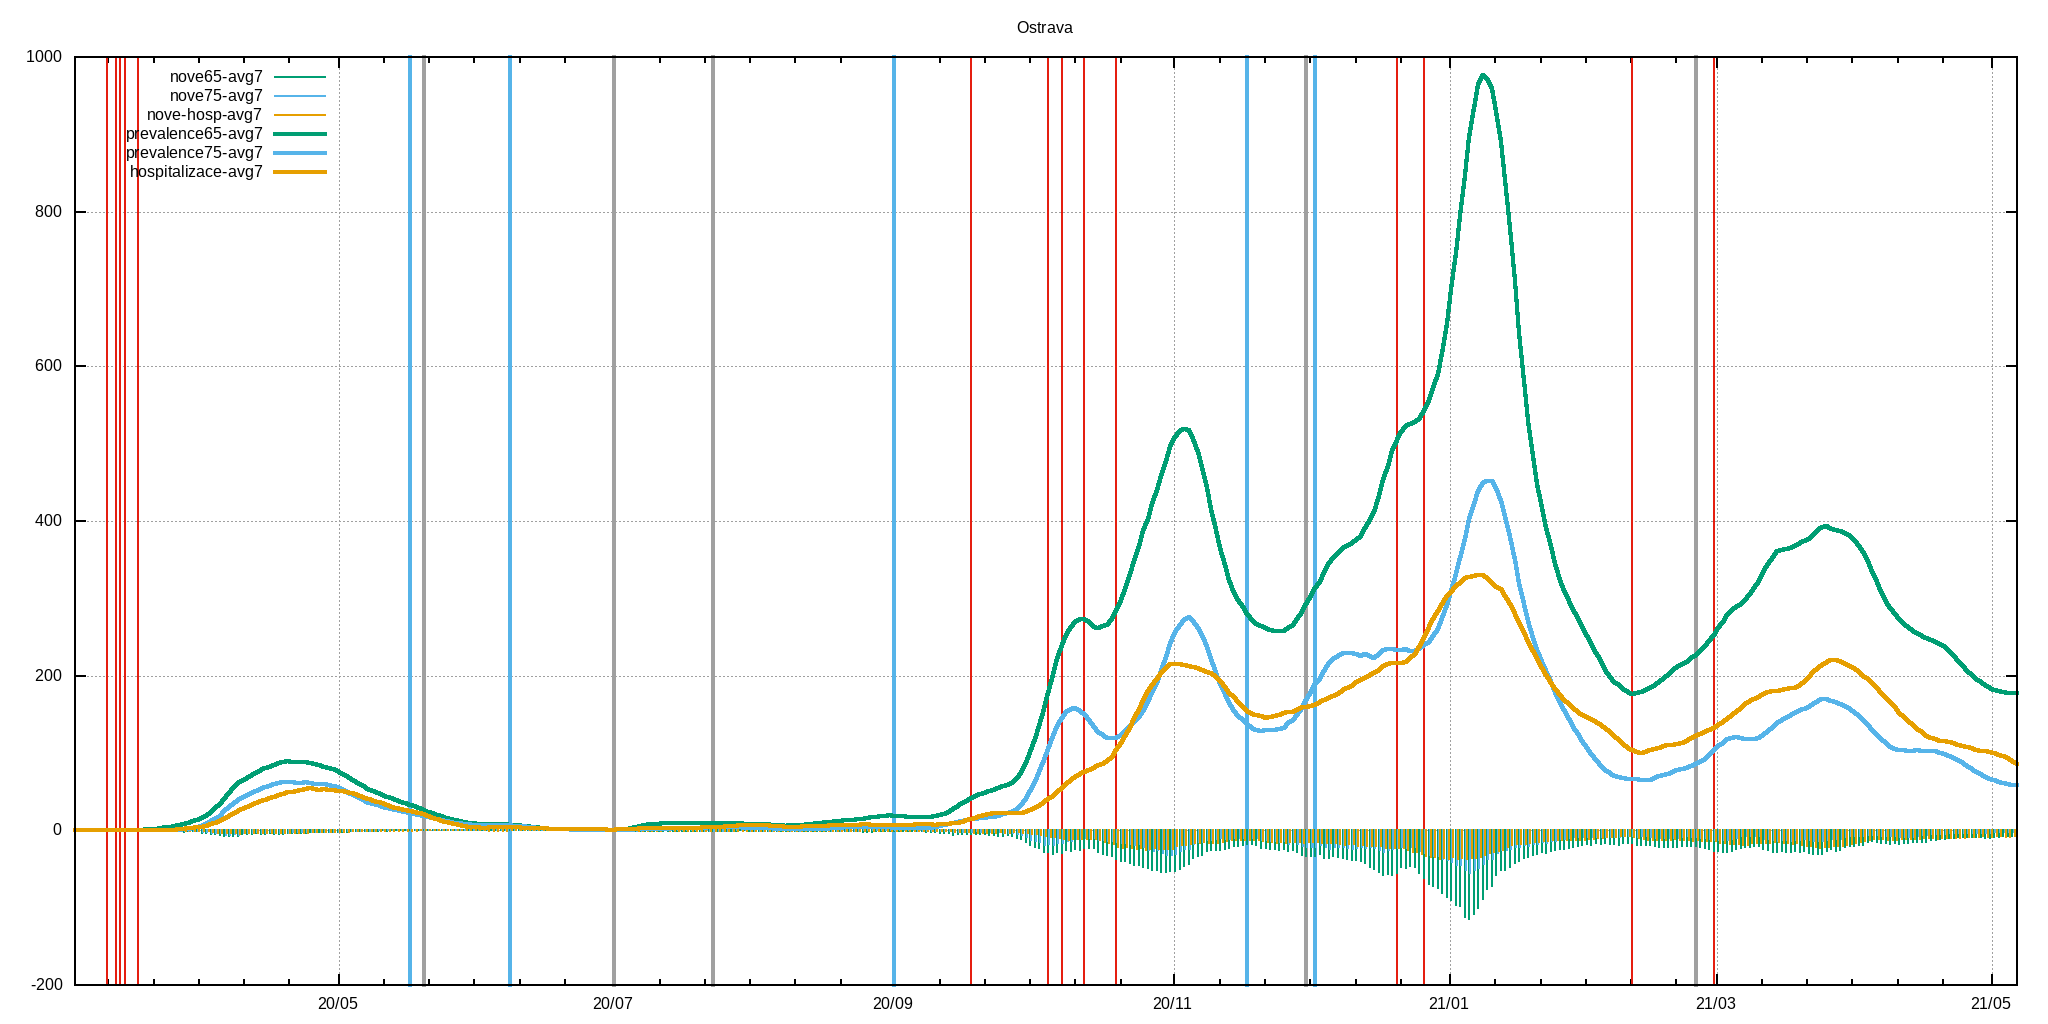 Ostrava
1000
nove65-avg7
nove75-avg7
nove-hosp-avg7
prevalence65-avg7
prevalence75-avg7
hospitalizace-avg7
800
600
400
200
0
-200
20/05 20/07 20/09 20/11 21/01 21/03 21/05